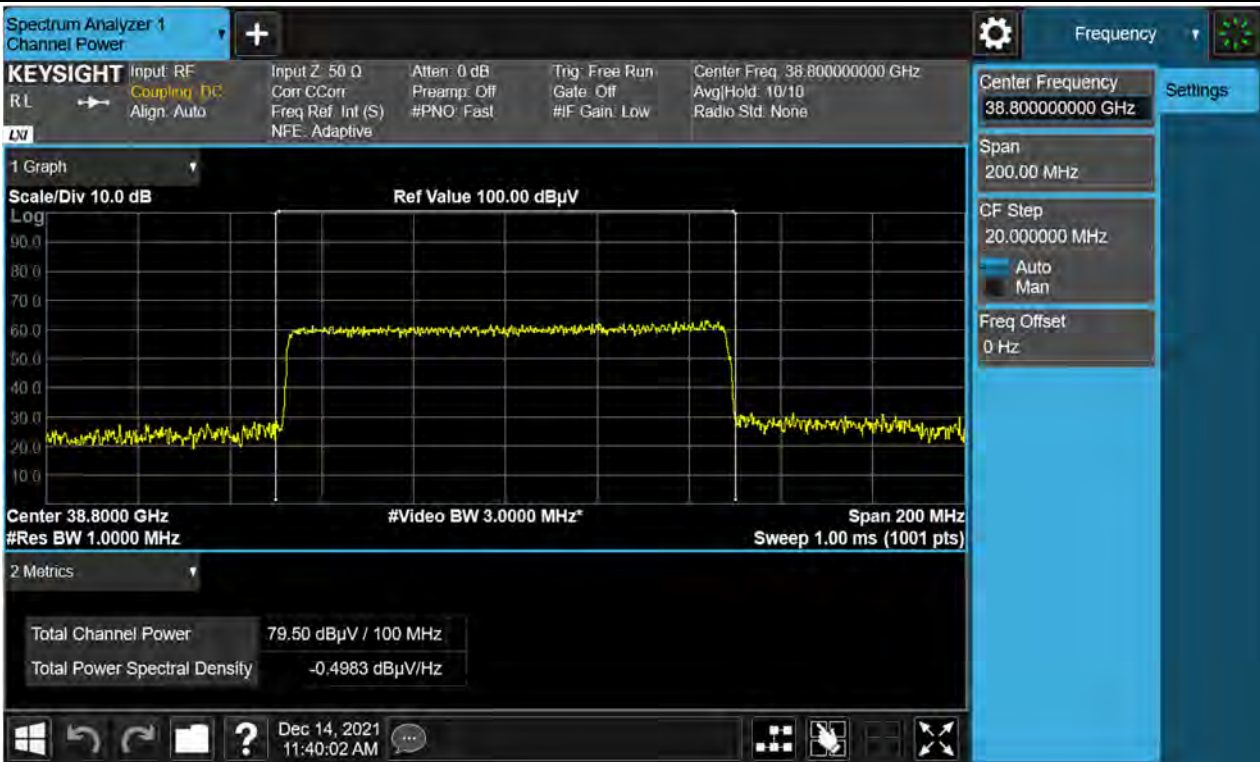 Spectrum Analyzer 1
Channel Power
+
Frequency
KEYSIGHT
RL
LXI
Input: RF
Coupling: DC
Align: Auto
Input Z: 50 Ω
Corr CCorr
Freq Ref: Int (S)
NFE: Adaptive
Atten: 0 dB
Preamp: Off
#PNO: Fast
Trig: Free Run
Gate: Off
#IF Gain: Low
Center Freq: 38.800000000 GHz
Avg|Hold: 10/10
Radio Std: None
Center Frequency
38.800000000 GHz
Settings
Span
200.00 MHz
CF Step
20.000000 MHz
Auto
Man
Freq Offset
0 Hz
1 Graph
Scale/Div 10.0 dB
Ref Value 100.00 dBµV
Log
90.0
80.0
70.0
60.0
50.0
40.0
30.0
20.0
10.0
Center 38.8000 GHz
#Video BW 3.0000 MHz*
Span 200 MHz
#Res BW 1.0000 MHz
Sweep 1.00 ms (1001 pts)
2 Metrics
Total Channel Power 79.50 dBµV / 100 MHz
Total Power Spectral Density -0.4983 dBµV/Hz
?
Dec 14, 2021
11:40:02 AM